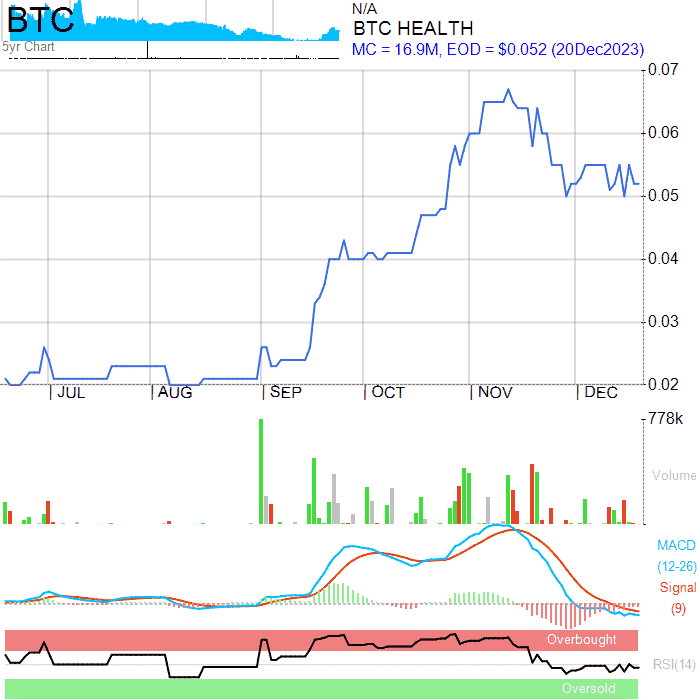 BTC
5yr Chart
N/A
BTC HEALTH
MC = 16.9M, EOD = $0.052 (20Dec2023)
0.07
0.06
0.05
0.04
0.03
0.02
JUL
AUG
SEP
OCT
NOV
DEC
778k
Volume
MACD
(12-26)
Signal
(9)
Overbought
RSI(14)
Oversold